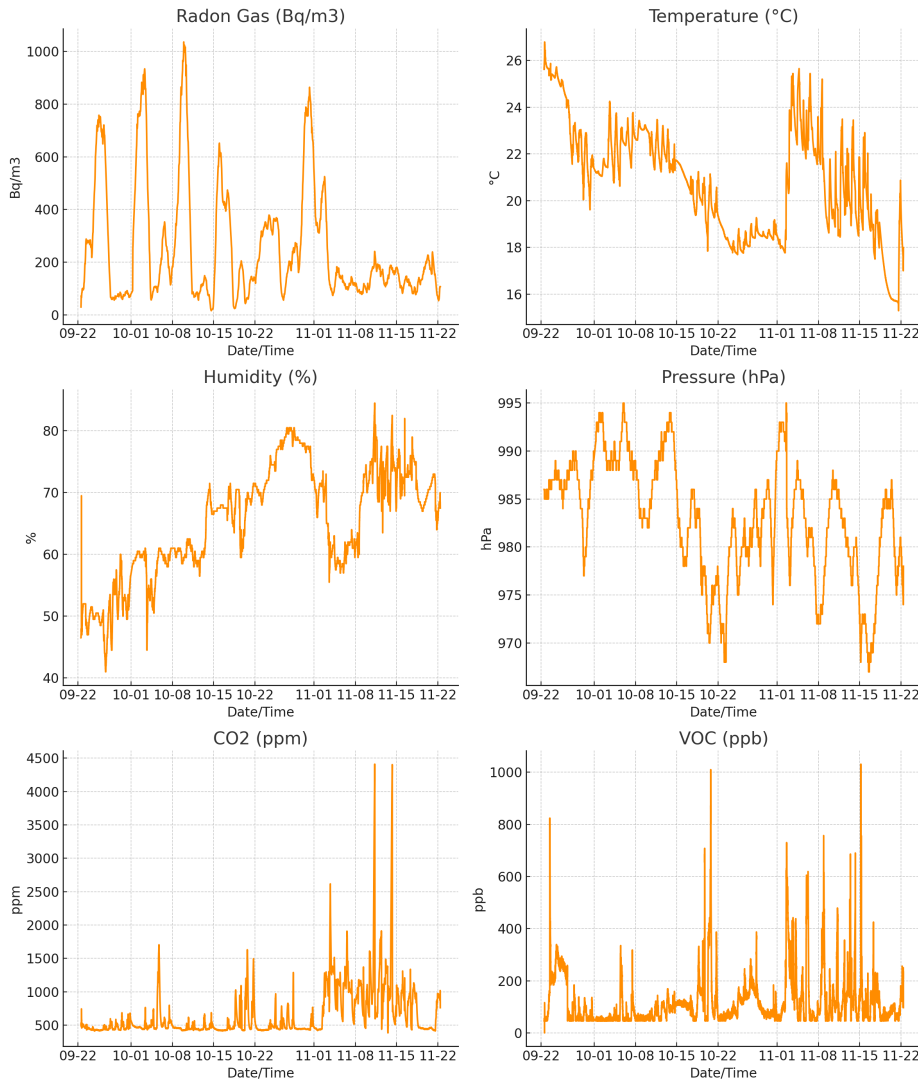 Radon Gas (Bq/m3)
Bq/m3
1000
800
600
400
200
0
09-22 10-01 10-08 10-15 10-22 11-01 11-08 11-15 11-22
Date/Time
Temperature (°C)
°C
26
24
22
20
18
16
09-22 10-01 10-08 10-15 10-22 11-01 11-08 11-15 11-22
Date/Time
Humidity (%)
%
80
70
60
50
40
09-22 10-01 10-08 10-15 10-22 11-01 11-08 11-15 11-22
Date/Time
Pressure (hPa)
hPa
995
990
985
980
975
970
09-22 10-01 10-08 10-15 10-22 11-01 11-08 11-15 11-22
Date/Time
CO2 (ppm)
ppm
4500
4000
3500
3000
2500
2000
1500
1000
500
09-22 10-01 10-08 10-15 10-22 11-01 11-08 11-15 11-22
Date/Time
VOC (ppb)
ppb
1000
800
600
400
200
0
09-22 10-01 10-08 10-15 10-22 11-01 11-08 11-15 11-22
Date/Time